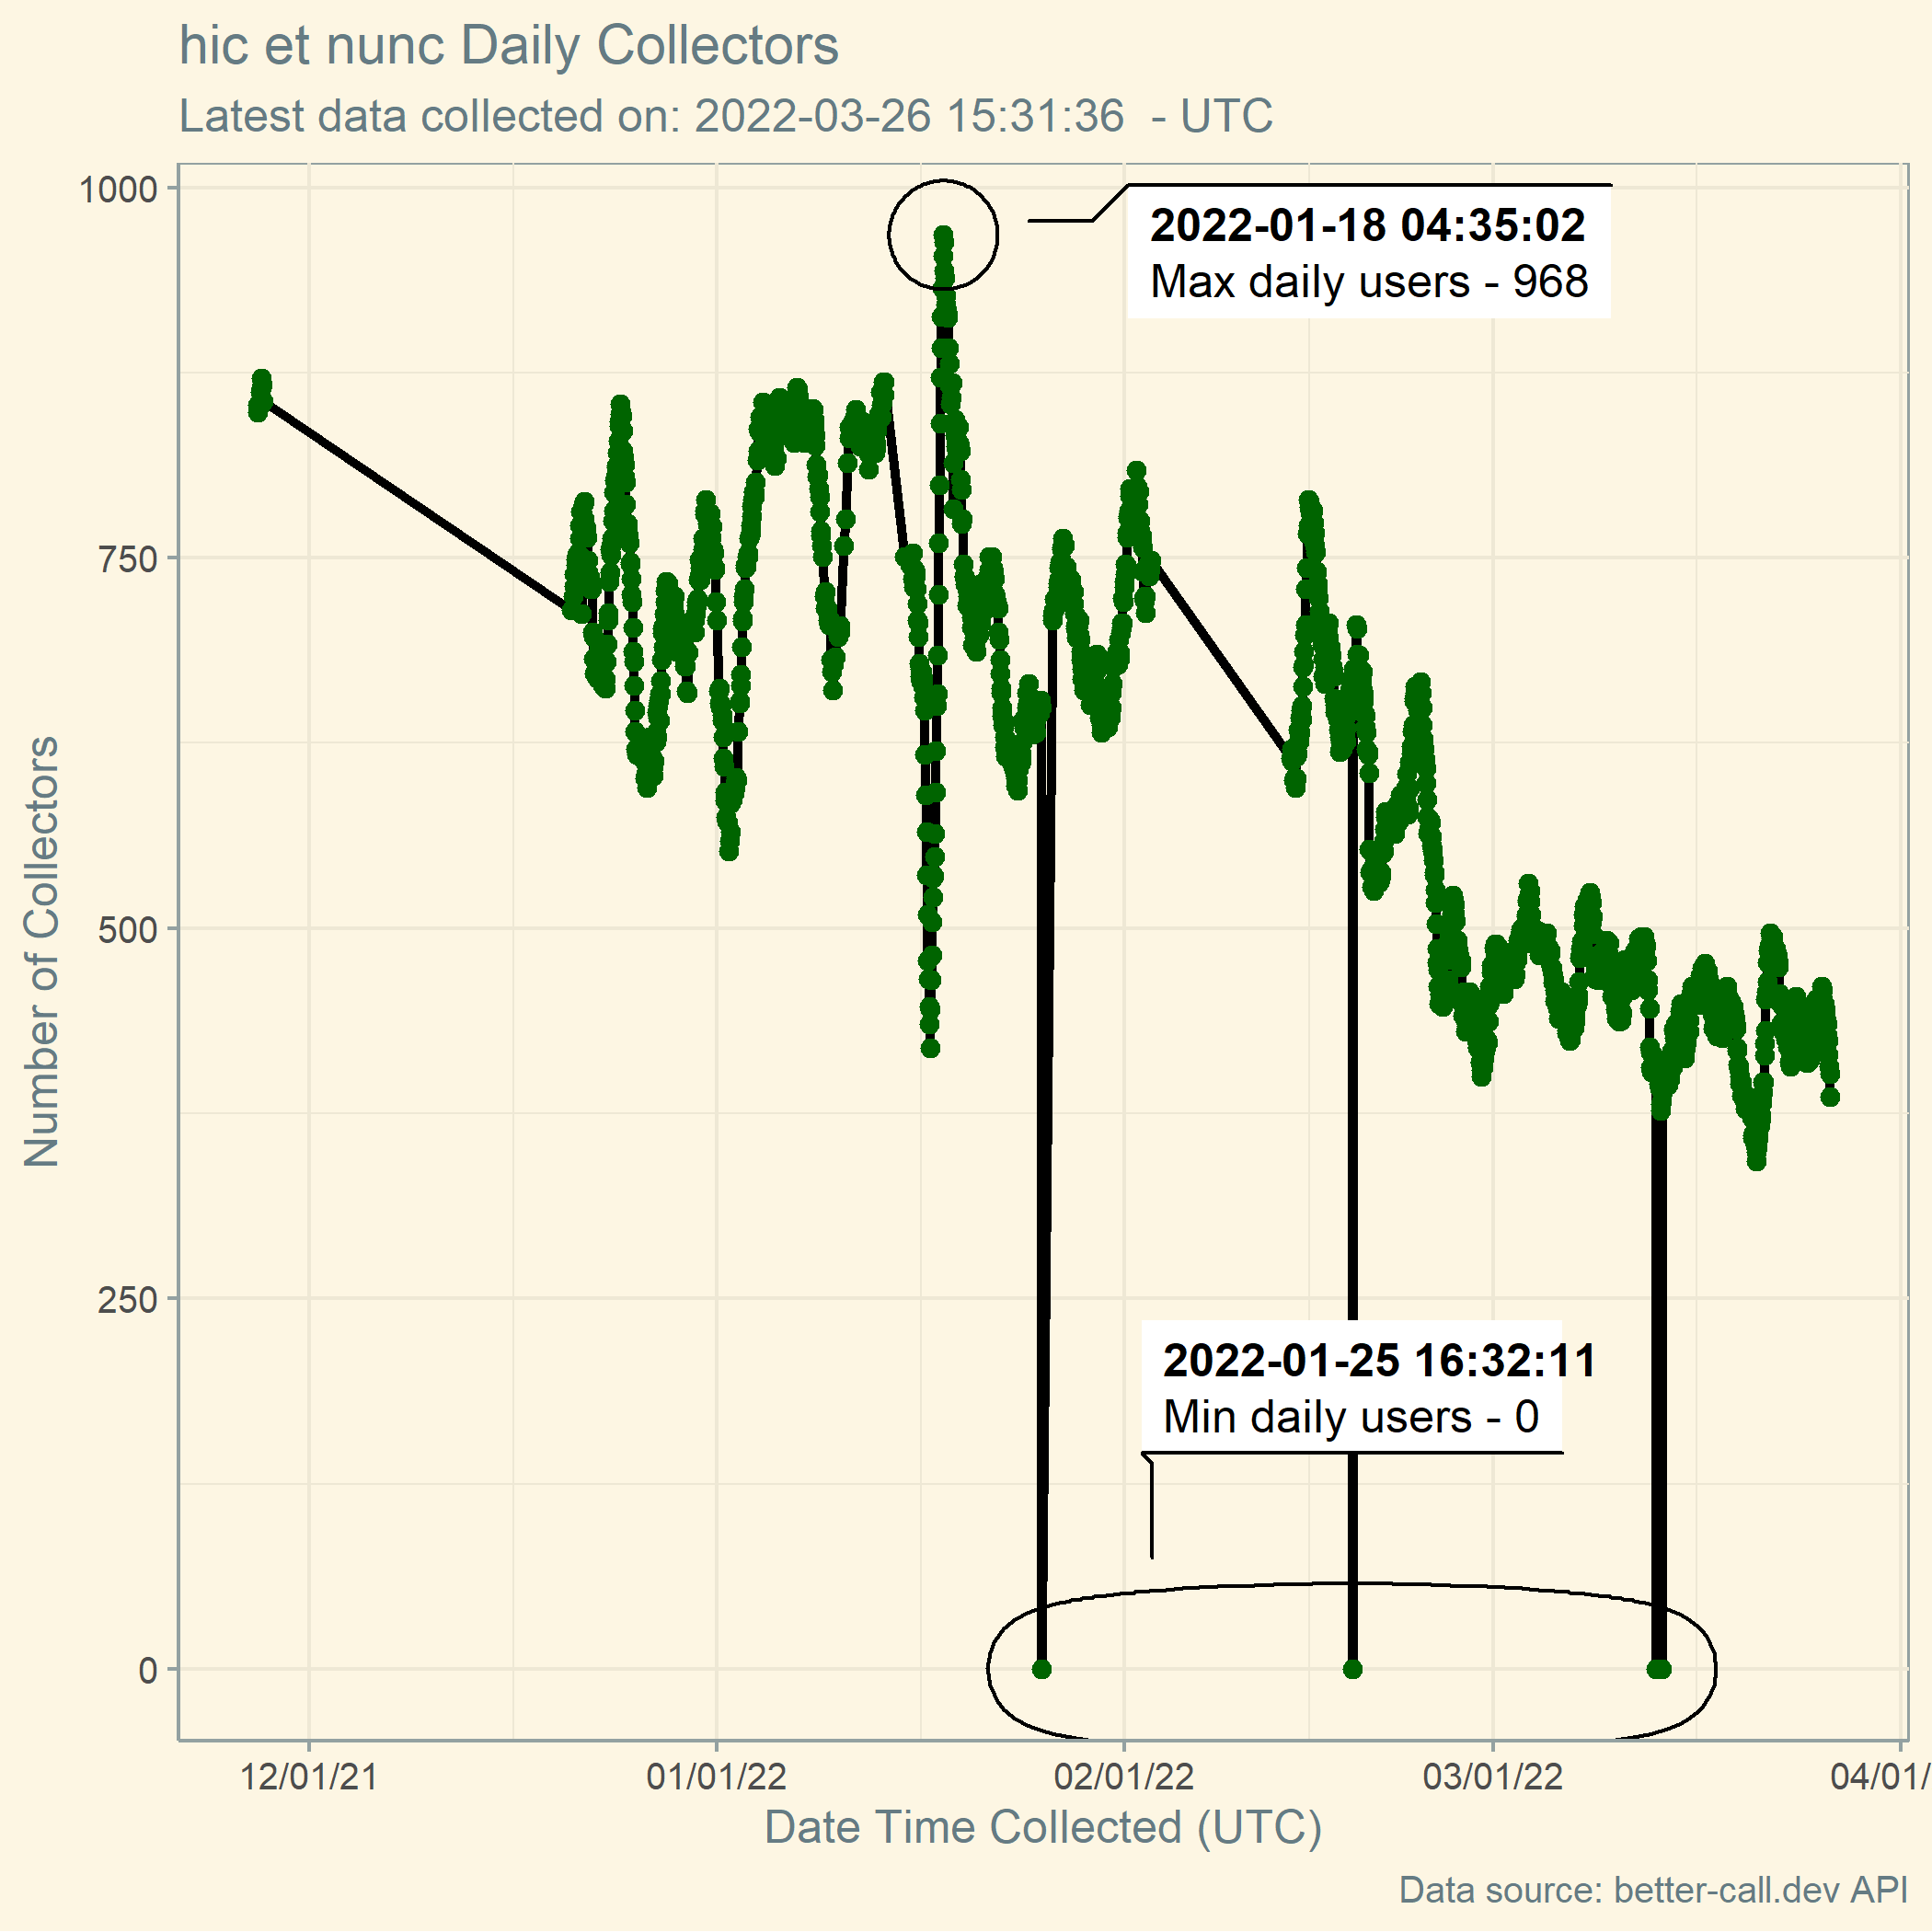 hic et nunc Daily Collectors
Latest data collected on: 2022-03-26 15:31:36  - UTC
1000
2022-01-18 04:35:02
Max daily users - 968
750
Number of Collectors
500
250
2022-01-25 16:32:11
Min daily users - 0
0
12/01/21 01/01/22 02/01/22 03/01/22 04/01/
Date Time Collected (UTC)
Data source: better-call.dev API